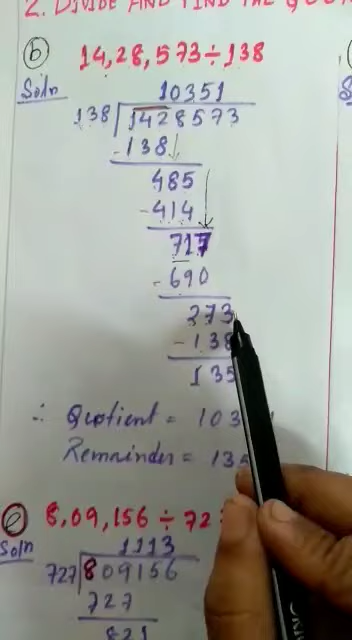 2. DIVIDE AND FIND THE
b 14,28,573÷138
Soln
10351
138 1428573
-138
485
-414
717
-690
273
-138
135
∴ Quotient = 103
Remainder = 135
e 8,09,156÷72
Soln
1113
727 809156
727
821